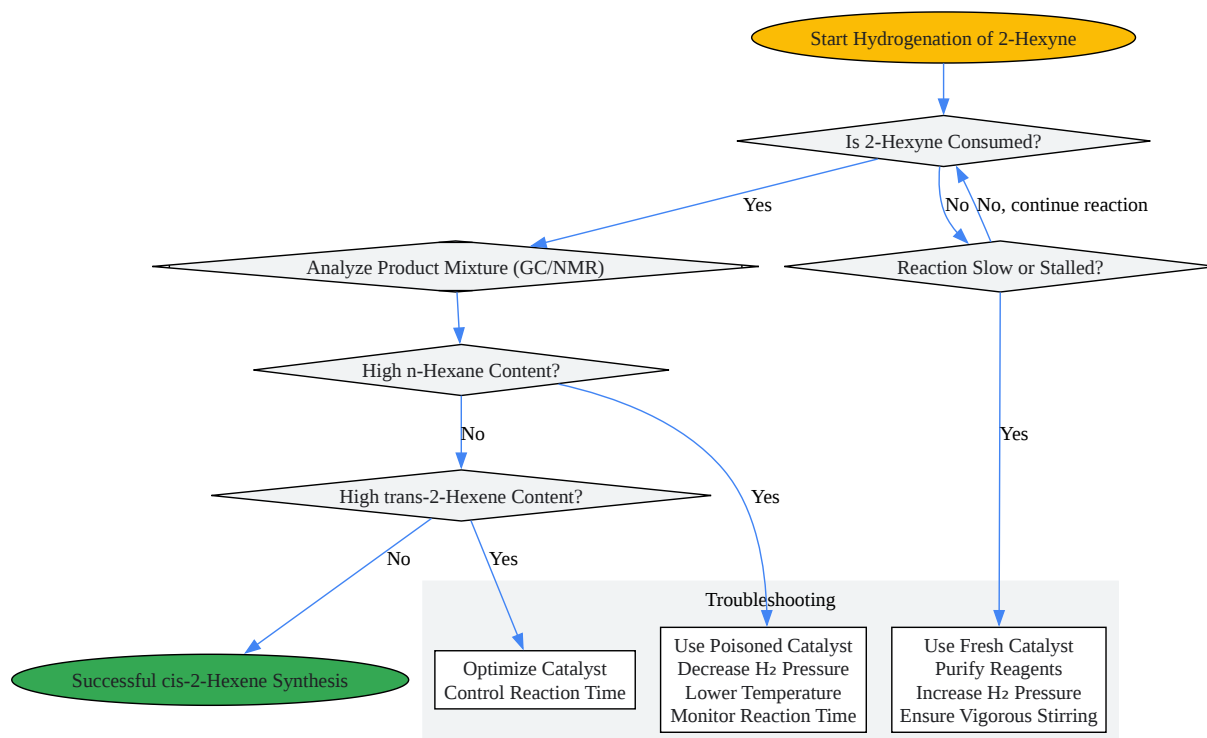 Start Hydrogenation of 2-Hexyne
Is 2-Hexyne Consumed?
Yes
No
No, continue reaction
Analyze Product Mixture (GC/NMR)
Reaction Slow or Stalled?
High n-Hexane Content?
No
Yes
High trans-2-Hexene Content?
Yes
No
Yes
Troubleshooting
Successful cis-2-Hexene Synthesis
Optimize Catalyst
Control Reaction Time
Use Poisoned Catalyst
Decrease H₂ Pressure
Lower Temperature
Monitor Reaction Time
Use Fresh Catalyst
Purify Reagents
Increase H₂ Pressure
Ensure Vigorous Stirring